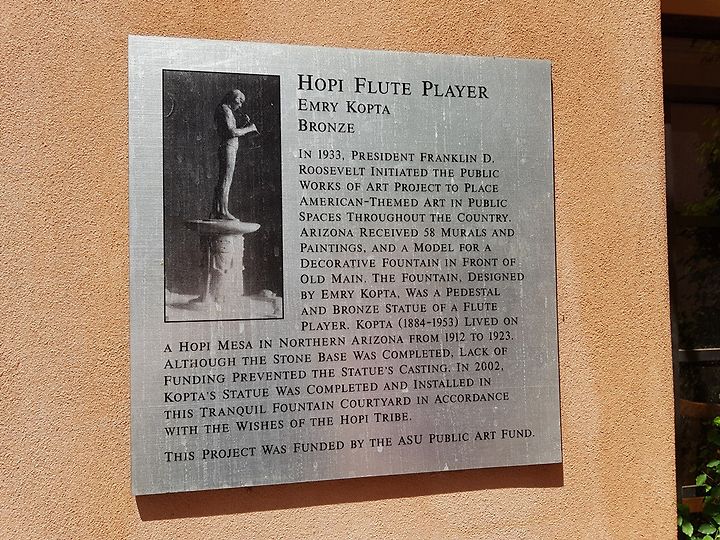 HOPI FLUTE PLAYER
EMRY KOPTA
BRONZE
IN 1933, PRESIDENT FRANKLIN D.
ROOSEVELT INITIATED THE PUBLIC
WORKS OF ART PROJECT TO PLACE
AMERICAN-THEMED ART IN PUBLIC
SPACES THROUGHOUT THE COUNTRY.
ARIZONA RECEIVED 58 MURALS AND
PAINTINGS, AND A MODEL FOR A
DECORATIVE FOUNTAIN IN FRONT OF
OLD MAIN. THE FOUNTAIN, DESIGNED
BY EMRY KOPTA, WAS A PEDESTAL
AND BRONZE STATUE OF A FLUTE
PLAYER. KOPTA (1884-1953) LIVED ON
A HOPI MESA IN NORTHERN ARIZONA FROM 1912 TO 1923.
ALTHOUGH THE STONE BASE WAS COMPLETED, LACK OF
FUNDING PREVENTED THE STATUE'S CASTING. IN 2002,
KOPTA'S STATUE WAS COMPLETED AND INSTALLED IN
THIS TRANQUIL FOUNTAIN COURTYARD IN ACCORDANCE
WITH THE WISHES OF THE HOPI TRIBE.
THIS PROJECT WAS FUNDED BY THE ASU PUBLIC ART FUND.